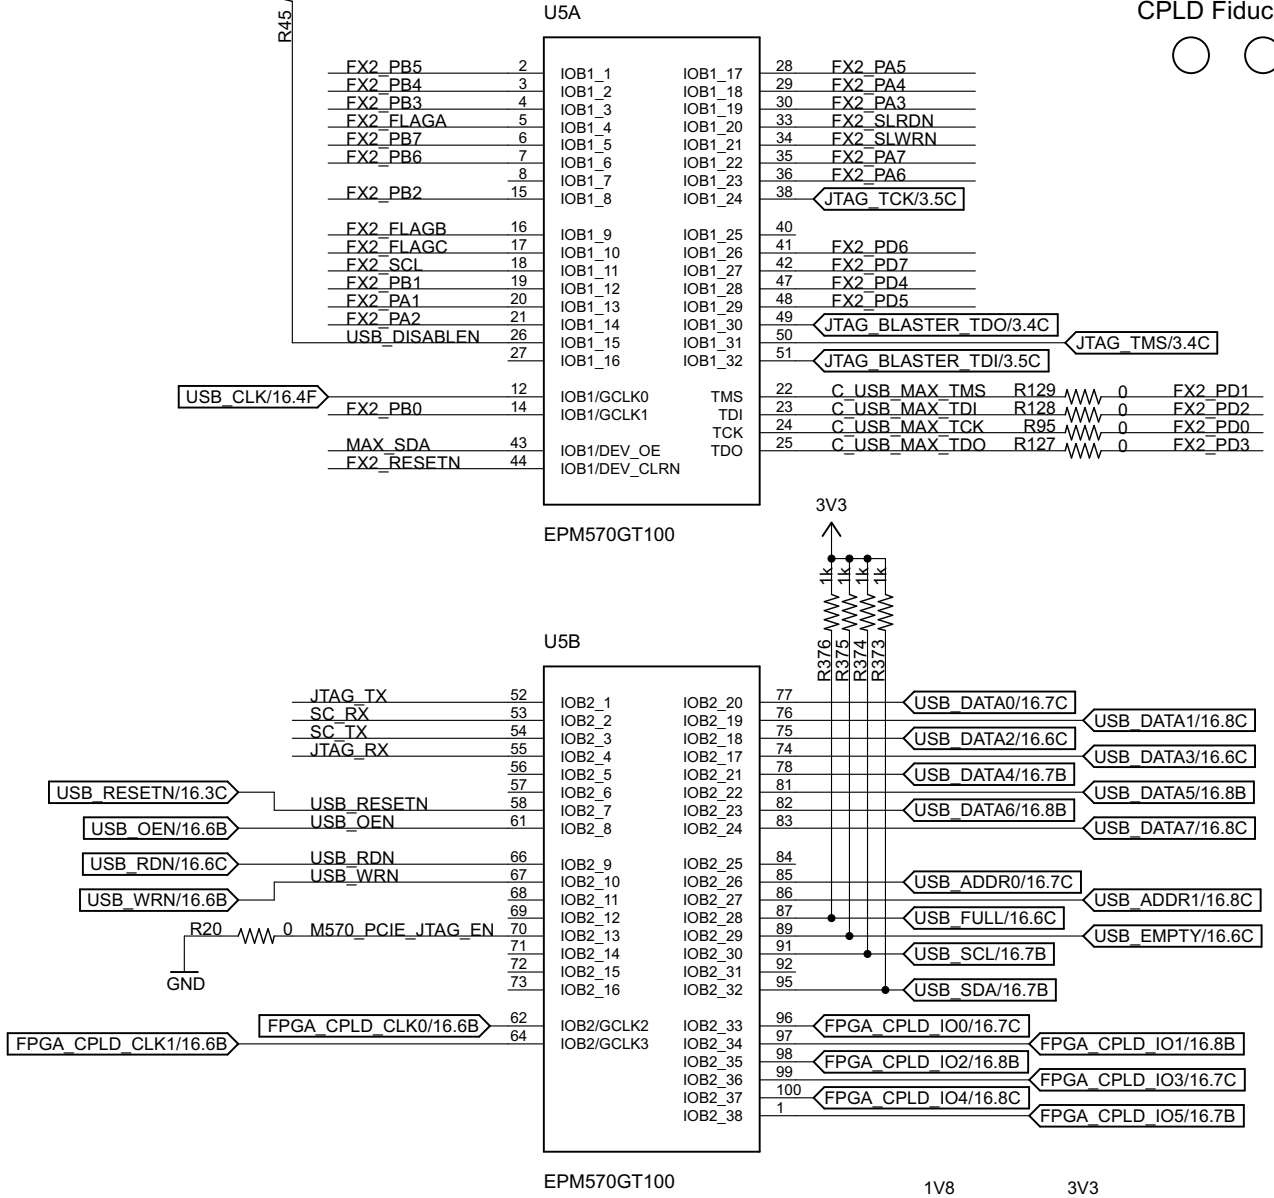 CPLD Fiduc
R45
U5A
FX2_PB5 2 IOB1_1 IOB1_17 28 FX2_PA5
FX2_PB4 3 IOB1_2 IOB1_18 29 FX2_PA4
FX2_PB3 4 IOB1_3 IOB1_19 30 FX2_PA3
FX2_FLAGA 5 IOB1_4 IOB1_20 33 FX2_SLRDN
FX2_PB7 6 IOB1_5 IOB1_21 34 FX2_SLWRN
FX2_PB6 7 IOB1_6 IOB1_22 35 FX2_PA7
8 IOB1_7 IOB1_23 36 FX2_PA6
FX2_PB2 15 IOB1_8 IOB1_24 38 JTAG_TCK/3.5C
FX2_FLAGB 16 IOB1_9 IOB1_25 40
FX2_FLAGC 17 IOB1_10 IOB1_26 41 FX2_PD6
FX2_SCL 18 IOB1_11 IOB1_27 42 FX2_PD7
FX2_PB1 19 IOB1_12 IOB1_28 47 FX2_PD4
FX2_PA1 20 IOB1_13 IOB1_29 48 FX2_PD5
FX2_PA2 21 IOB1_14 IOB1_30 49 JTAG_BLASTER_TDO/3.4C
USB_DISABLEN 26 IOB1_15 IOB1_31 50 JTAG_TMS/3.4C
27 IOB1_16 IOB1_32 51 JTAG_BLASTER_TDI/3.5C
USB_CLK/16.4F 12 IOB1/GCLK0 TMS 22 C_USB_MAX_TMS R129 0 FX2_PD1
FX2_PB0 14 IOB1/GCLK1 TDI 23 C_USB_MAX_TDI R128 0 FX2_PD2
TCK 24 C_USB_MAX_TCK R95 0 FX2_PD0
MAX_SDA 43 IOB1/DEV_OE TDO 25 C_USB_MAX_TDO R127 0 FX2_PD3
FX2_RESETN 44 IOB1/DEV_CLRN
EPM570GT100
3V3
1k 1k 1k 1k
R376 R375 R374 R373
U5B
JTAG_TX 52 IOB2_1 IOB2_20 77 USB_DATA0/16.7C
SC_RX 53 IOB2_2 IOB2_19 76 USB_DATA1/16.8C
SC_TX 54 IOB2_3 IOB2_18 75 USB_DATA2/16.6C
JTAG_RX 55 IOB2_4 IOB2_17 74 USB_DATA3/16.6C
56 IOB2_5 IOB2_21 78 USB_DATA4/16.7B
USB_RESETN/16.3C 57 IOB2_6 IOB2_22 81 USB_DATA5/16.8B
USB_RESETN 58 IOB2_7 IOB2_23 82 USB_DATA6/16.8B
USB_OEN/16.6B USB_OEN 61 IOB2_8 IOB2_24 83 USB_DATA7/16.8C
USB_RDN/16.6C USB_RDN 66 IOB2_9 IOB2_25 84
USB_WRN 67 IOB2_10 IOB2_26 85 USB_ADDR0/16.7C
USB_WRN/16.6B 68 IOB2_11 IOB2_27 86 USB_ADDR1/16.8C
69 IOB2_12 IOB2_28 87 USB_FULL/16.6C
R20 0 M570_PCIE_JTAG_EN 70 IOB2_13 IOB2_29 89 USB_EMPTY/16.6C
71 IOB2_14 IOB2_30 91 USB_SCL/16.7B
72 IOB2_15 IOB2_31 92
GND 73 IOB2_16 IOB2_32 95 USB_SDA/16.7B
FPGA_CPLD_CLK0/16.6B 62 IOB2/GCLK2 IOB2_33 96 FPGA_CPLD_IO0/16.7C
FPGA_CPLD_CLK1/16.6B 64 IOB2/GCLK3 IOB2_34 97 FPGA_CPLD_IO1/16.8B
IOB2_35 98 FPGA_CPLD_IO2/16.8B
IOB2_36 99 FPGA_CPLD_IO3/16.7C
IOB2_37 100 FPGA_CPLD_IO4/16.8C
IOB2_38 1 FPGA_CPLD_IO5/16.7B
EPM570GT100
1V8 3V3